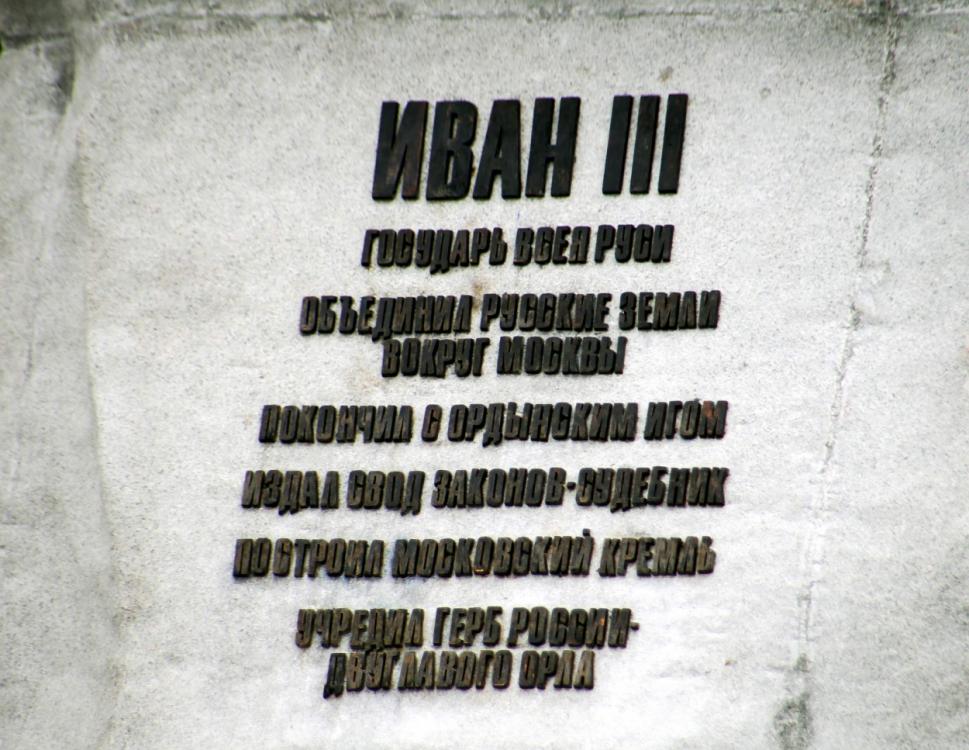 ИВАН III
ГОСУДАРЬ ВСЕЯ РУСИ
ОБЪЕДИНИЛ РУССКИЕ ЗЕМЛИ
ВОКРУГ МОСКВЫ
ПОКОНЧИЛ С ОРДЫНСКИМ ИГОМ
ИЗДАЛ СВОД ЗАКОНОВ-СУДЕБНИК
ПОСТРОИЛ МОСКОВСКИЙ КРЕМЛЬ
УЧРЕДИЛ ГЕРБ РОССИИ-
ДВУГЛАВОГО ОРЛА